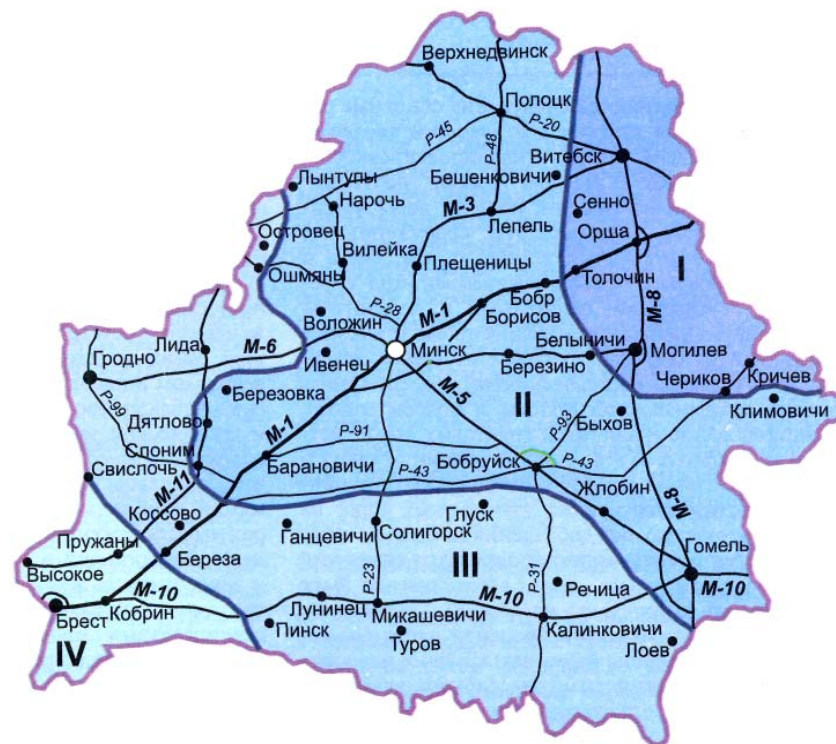 Верхнедвинск
Полоцк
Р-20
Р-45
Р-48
Витебск
Бешенковичи
Лынтупы
Нарочь
М-3
Сенно
Лепель
Островец
Орша
Вилейка
Плещеницы
Ошмяны
Толочин
I
Бобр
М-8
Р-28
М-1
Борисов
Воложин
М-6
Минск
Белыничи
Могилев
Лида
Гродно
Ивенец
Березино
Кричев
Чериков
М-5
Березовка
II
Климовичи
Р-99
М-1
Р-93
Быхов
Дятлово
Р-91
Слоним
Барановичи
Бобруйск
Р-43
Свислочь
Р-43
М-11
Жлобин
М-8
Коссово
Глуск
Ганцевичи
Солигорск
Гомель
Пружаны
Береза
III
Высокое
Р-23
Р-31
Речица
М-10
М-10
М-10
Лунинец
Брест
Кобрин
Микашевичи
Калинковичи
Пинск
Туров
Лоев
IV